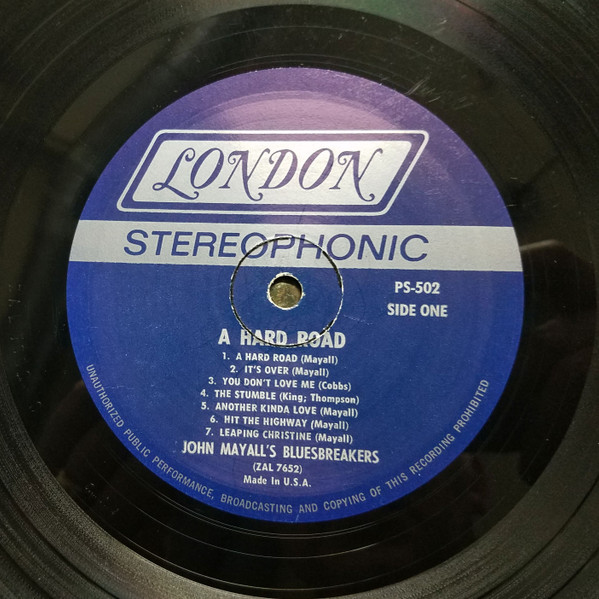 LONDON
STEREOPHONIC
PS-502
SIDE ONE
A HARD ROAD
1. A HARD ROAD (Mayall)
2. IT'S OVER (Mayall)
3. YOU DON'T LOVE ME (Cobbs)
4. THE STUMBLE (King; Thompson)
5. ANOTHER KINDA LOVE (Mayall)
6. HIT THE HIGHWAY (Mayall)
7. LEAPING CHRISTINE (Mayall)
JOHN MAYALL'S BLUESBREAKERS
(ZAL 7652)
Made In U.S.A.
UNAUTHORIZED PUBLIC PERFORMANCE, BROADCASTING AND COPYING OF THIS RECORDING PROHIBITED